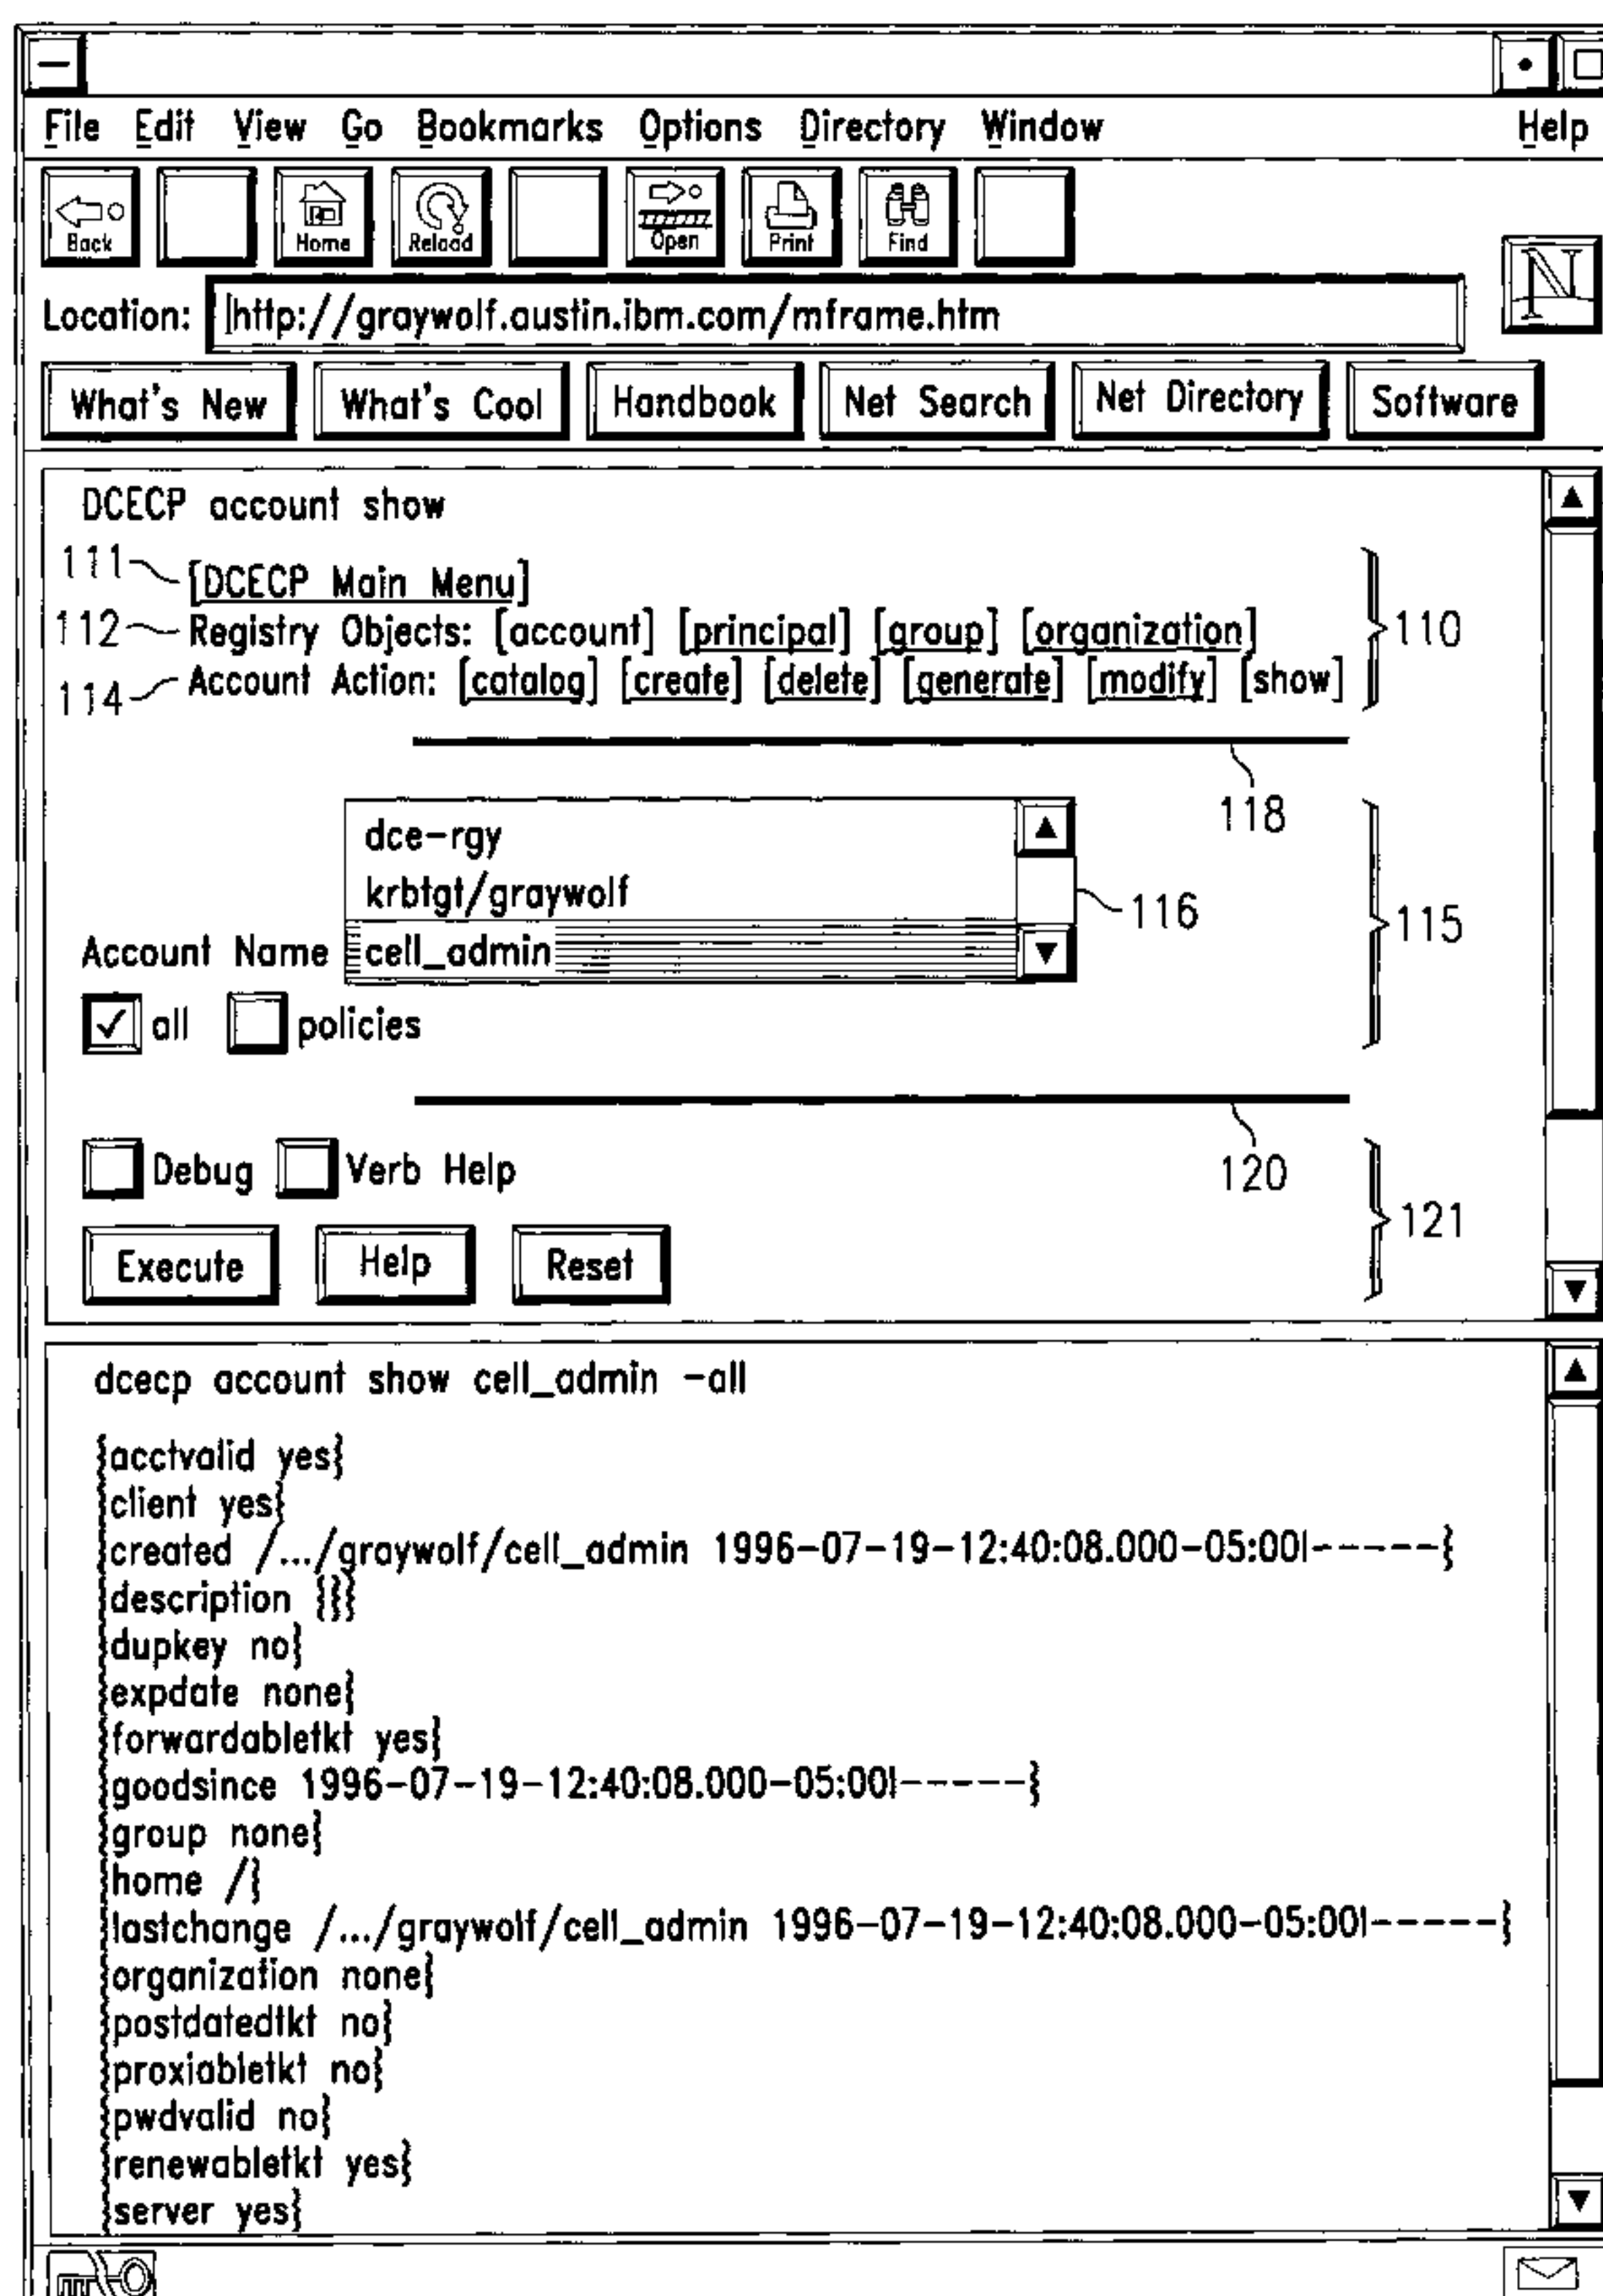 File Edit View Go Bookmarks Options Directory Window Help
Back Home Reload Open Print Find
N
Location: http://graywolf.austin.ibm.com/mframe.htm
What's New What's Cool Handbook Net Search Net Directory Software
DCECP account show
111 [DCECP Main Menu]
112 Registry Objects: [account] [principal] [group] [organization] 110
114 Account Action: [catalog] [create] [delete] [generate] [modify] [show]
118
dce-rgy
krbtgt/graywolf 116
Account Name cell_admin 115
all policies
120
Debug Verb Help
121
Execute Help Reset
dcecp account show cell_admin -all
{acctvalid yes{
{client yes{
{created /.../graywolf/cell_admin 1996-07-19-12:40:08.000-05:00I-----{
{description {}}
{dupkey no}
{expdate none{
{forwardabletkt yes{
{goodsince 1996-07-19-12:40:08.000-05:00I-----}
{group none{
{home /{
{lastchange /.../graywolf/cell_admin 1996-07-19-12:40:08.000-05:00I-----{
{organization none{
{postdatedtkt no}
{proxiabletkt no}
{pwdvalid no{
{renewabletkt yes{
{server yes}